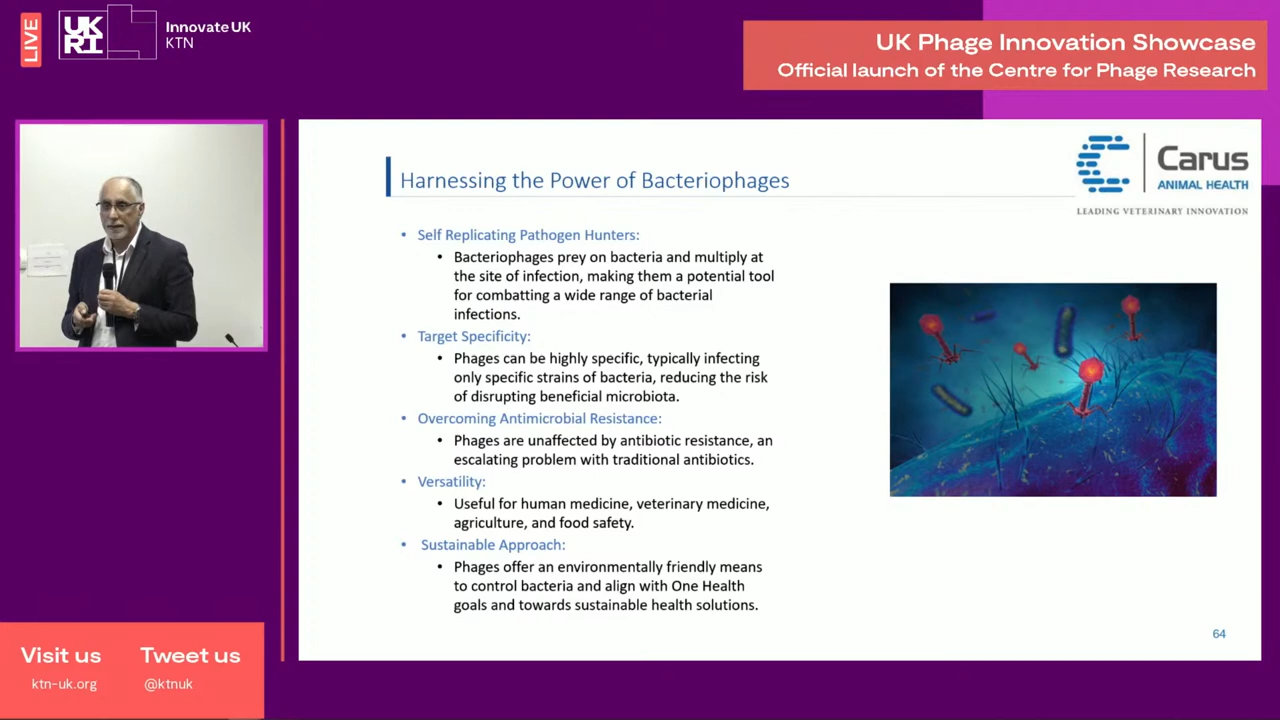 LIVE
UK
RI
Innovate UK
KTN
UK Phage Innovation Showcase
Official launch of the Centre for Phage Research
Carus
ANIMAL HEALTH
LEADING VETERINARY INNOVATION
Harnessing the Power of Bacteriophages
• Self Replicating Pathogen Hunters:
• Bacteriophages prey on bacteria and multiply at
the site of infection, making them a potential tool
for combatting a wide range of bacterial
infections.
• Target Specificity:
• Phages can be highly specific, typically infecting
only specific strains of bacteria, reducing the risk
of disrupting beneficial microbiota.
• Overcoming Antimicrobial Resistance:
• Phages are unaffected by antibiotic resistance, an
escalating problem with traditional antibiotics.
• Versatility:
• Useful for human medicine, veterinary medicine,
agriculture, and food safety.
• Sustainable Approach:
• Phages offer an environmentally friendly means
to control bacteria and align with One Health
goals and towards sustainable health solutions.
64
Visit us
ktn-uk.org
Tweet us
@ktnuk